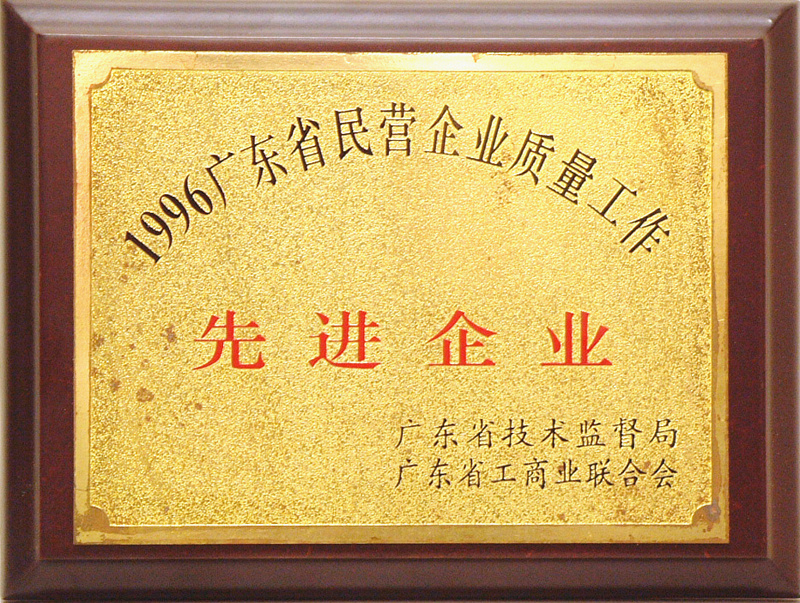 1996广东省民营企业质量工作
先进企业
广东省技术监督局
广东省工商业联合会